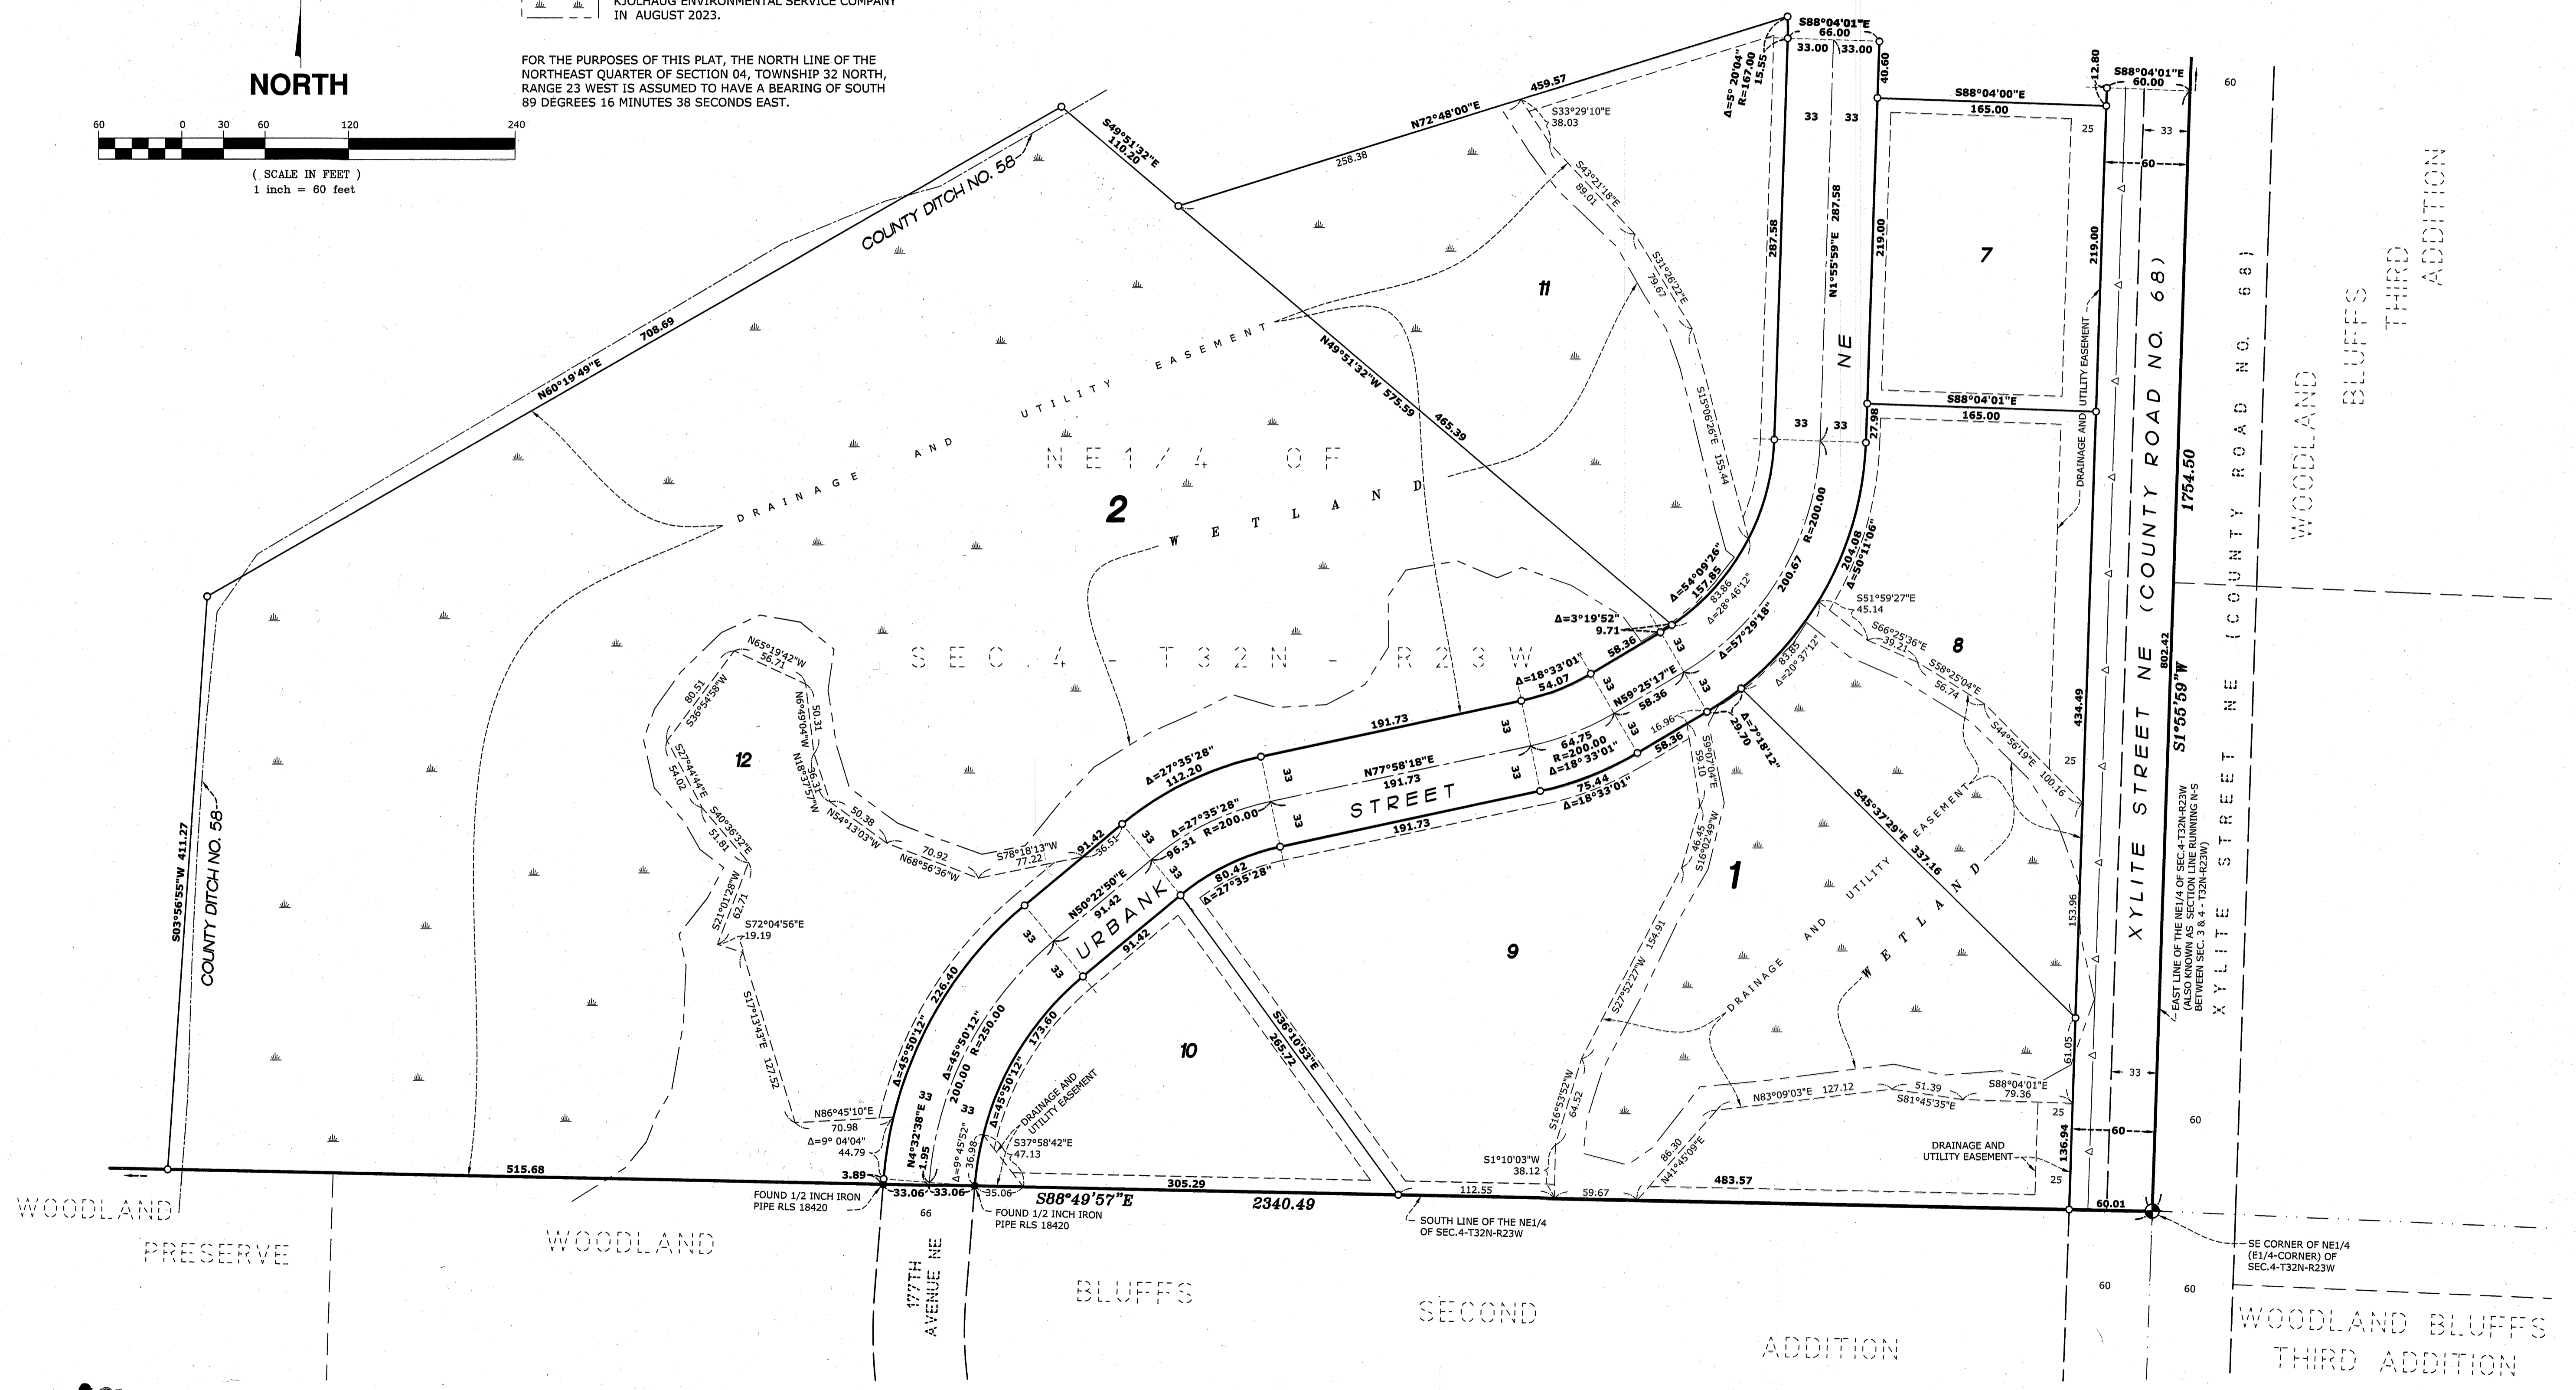 KJOLHAUG ENVIRONMENTAL SERVICE COMPANY
IN AUGUST 2023.
NORTH
FOR THE PURPOSES OF THIS PLAT, THE NORTH LINE OF THE
NORTHEAST QUARTER OF SECTION 04, TOWNSHIP 32 NORTH,
RANGE 23 WEST IS ASSUMED TO HAVE A BEARING OF SOUTH
89 DEGREES 16 MINUTES 38 SECONDS EAST.
60 0 30 60 120 240
( SCALE IN FEET )
1 inch = 60 feet
COUNTY DITCH NO. 58
S49°51'32"E
110.20
N72°48'00"E
459.57
258.38
S33°29'10"E
38.03
S43°21'18"E
89.01
S31°26'22"E
79.67
S15°06'26"E 155.44
Δ=5° 20'04"
R=167.00
15.55
S88°04'01"E
66.00
33.00 33.00
40.60
33 33
287.58
N1°55'59"E 287.58
219.00
NE
33 33
27.98
S88°04'00"E
165.00
25
7
S88°04'01"E
165.00
12.80
S88°04'01"E
60.00
60
33
60
219.00
DRAINAGE AND UTILITY EASEMENT
XYLITE STREET NE (COUNTY ROAD NO. 68)
1754.50
802.42
S1°55'59"W
EAST LINE OF THE NE1/4 OF SEC.4-T32N-R23W
(ALSO KNOWN AS SECTION LINE RUNNING N-S
BETWEEN SEC. 3 & 4 - T32N-R23W)
XYLITE STREET NE (COUNTY ROAD NO. 68)
WOODLAND
BLUFFS
THIRD
ADDITION
N60°19'49"E
708.69
DRAINAGE AND UTILITY EASEMENT
11
N49°51'32"W 575.59
465.39
NE1/4 OF
2
WETLAND
SEC.4 - T32N - R23W
Δ=54°09'26"
157.85
83.86
Δ=28°46'12"
R=200.00
200.67
Δ=57°29'18"
204.08
Δ=50°11'06"
Δ=3°19'52"
9.71
58.36
33
33
Δ=18°33'01"
54.07
33
33
N59°25'17"E
58.36
83.85
Δ=20°37'12"
S51°59'27"E
45.14
S66°25'36"E
39.21
S58°25'04"E
56.74
S44°56'19"E 100.16
8
25
434.49
Δ=7°18'12"
29.70
16.96
58.36
S9°07'04"E
59.10
64.75
R=200.00
Δ=18°33'01"
75.44
Δ=18°33'01"
33
33
191.73
N77°58'18"E
191.73
STREET
191.73
33
33
Δ=27°35'28"
112.20
Δ=27°35'28"
R=200.00
96.31
80.42
Δ=27°35'28"
33
33
91.42
36.51
N50°22'50"E
91.42
URBANK
91.42
33
33
N65°19'42"W
56.71
80.51
S36°54'58"W
N6°49'04"W
50.31
36.31
N18°37'57"W
12
S27°44'44"E
54.02
S40°36'32"E
51.81
50.38
N54°13'03"W
70.92
N68°56'36"W
S78°18'13"W
77.22
S21°01'28"W
62.71
S72°04'56"E
19.19
S17°13'43"E 127.52
S03°56'55"W 411.27
COUNTY DITCH NO. 58
46.45
S16°02'49"W
1
S45°37'29"E 337.16
DRAINAGE AND UTILITY EASEMENT
WETLAND
153.96
61.05
154.91
S27°52'27"W
9
226.40
Δ=45°50'12"
Δ=45°50'12"
R=250.00
200.00
173.60
Δ=45°50'12"
S36°10'53"E
265.72
10
DRAINAGE AND
UTILITY EASEMENT
N86°45'10"E
70.98
Δ=9° 04'04"
44.79
3.89
N4°32'38"E
1.95
33
33
Δ=9° 45'52"
36.98
S37°58'42"E
47.13
S16°53'52"W
64.52
S1°10'03"W
38.12
86.30
N41°45'09"E
N83°09'03"E 127.12
51.39
S81°45'35"E
S88°04'01"E
79.36
25
33
60
136.94
DRAINAGE AND
UTILITY EASEMENT
25
60
515.68
FOUND 1/2 INCH IRON
PIPE RLS 18420
33.06 33.06
66
35.06
FOUND 1/2 INCH IRON
PIPE RLS 18420
S88°49'57"E
305.29
2340.49
112.55
59.67
483.57
60.01
SOUTH LINE OF THE NE1/4
OF SEC.4-T32N-R23W
SE CORNER OF NE1/4
(E1/4-CORNER) OF
SEC.4-T32N-R23W
60
60
WOODLAND
PRESERVE
WOODLAND
177TH
AVENUE NE
BLUFFS
SECOND
ADDITION
WOODLAND BLUFFS
THIRD ADDITION